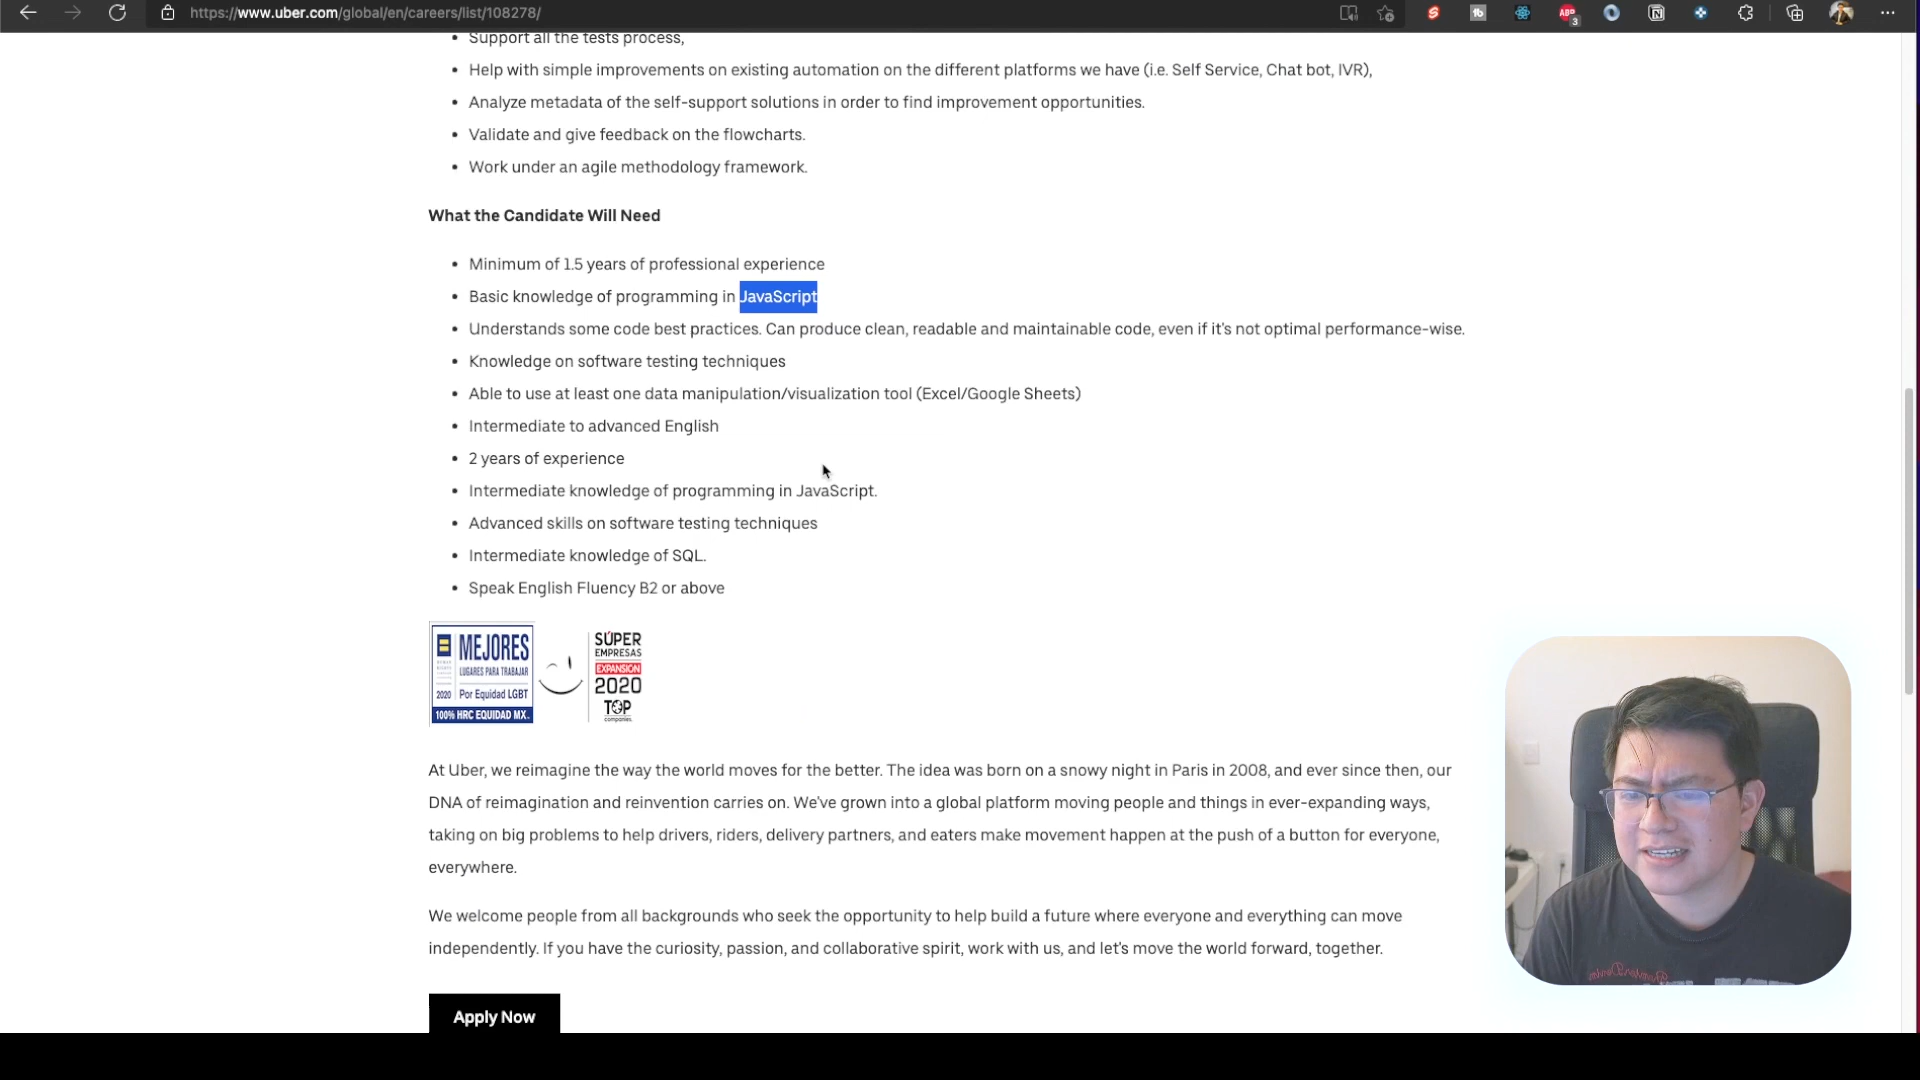 https://www.uber.com/global/en/careers/list/108278/
ABP
3
Support all the tests process,
Help with simple improvements on existing automation on the different platforms we have (i.e. Self Service, Chat bot, IVR),
Analyze metadata of the self-support solutions in order to find improvement opportunities.
Validate and give feedback on the flowcharts.
Work under an agile methodology framework.
What the Candidate Will Need
Minimum of 1.5 years of professional experience
Basic knowledge of programming in JavaScript
Understands some code best practices. Can produce clean, readable and maintainable code, even if it's not optimal performance-wise.
Knowledge on software testing techniques
Able to use at least one data manipulation/visualization tool (Excel/Google Sheets)
Intermediate to advanced English
2 years of experience
Intermediate knowledge of programming in JavaScript.
Advanced skills on software testing techniques
Intermediate knowledge of SQL.
Speak English Fluency B2 or above
MEJORES
LUGARES PARA TRABAJAR
2020 Por Equidad LGBT
100% HRC EQUIDAD MX
SÚPER
EMPRESAS
EXPANSIÓN
2020
TOP
companies
At Uber, we reimagine the way the world moves for the better. The idea was born on a snowy night in Paris in 2008, and ever since then, our
DNA of reimagination and reinvention carries on. We've grown into a global platform moving people and things in ever-expanding ways,
taking on big problems to help drivers, riders, delivery partners, and eaters make movement happen at the push of a button for everyone,
everywhere.
We welcome people from all backgrounds who seek the opportunity to help build a future where everyone and everything can move
independently. If you have the curiosity, passion, and collaborative spirit, work with us, and let's move the world forward, together.
Apply Now